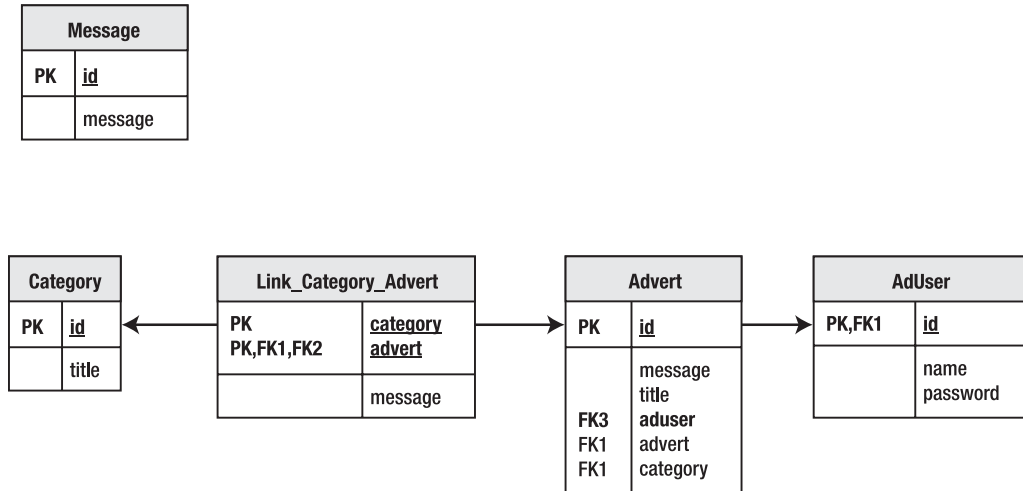 Message
PK id
message
Category
PK id
title
Link_Category_Advert
PK category
PK,FK1,FK2 advert
message
Advert
PK id
message
title
FK3 aduser
FK1 advert
FK1 category
AdUser
PK,FK1 id
name
password